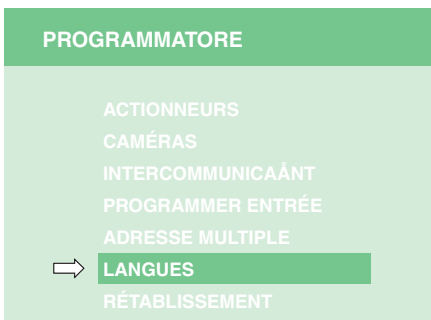 PROGRAMMATORE
ACTIONNEURS
CAMÉRAS
INTERCOMMUNICAÅNT
PROGRAMMER ENTRÉE
ADRESSE MULTIPLE
LANGUES
RÉTABLISSEMENT